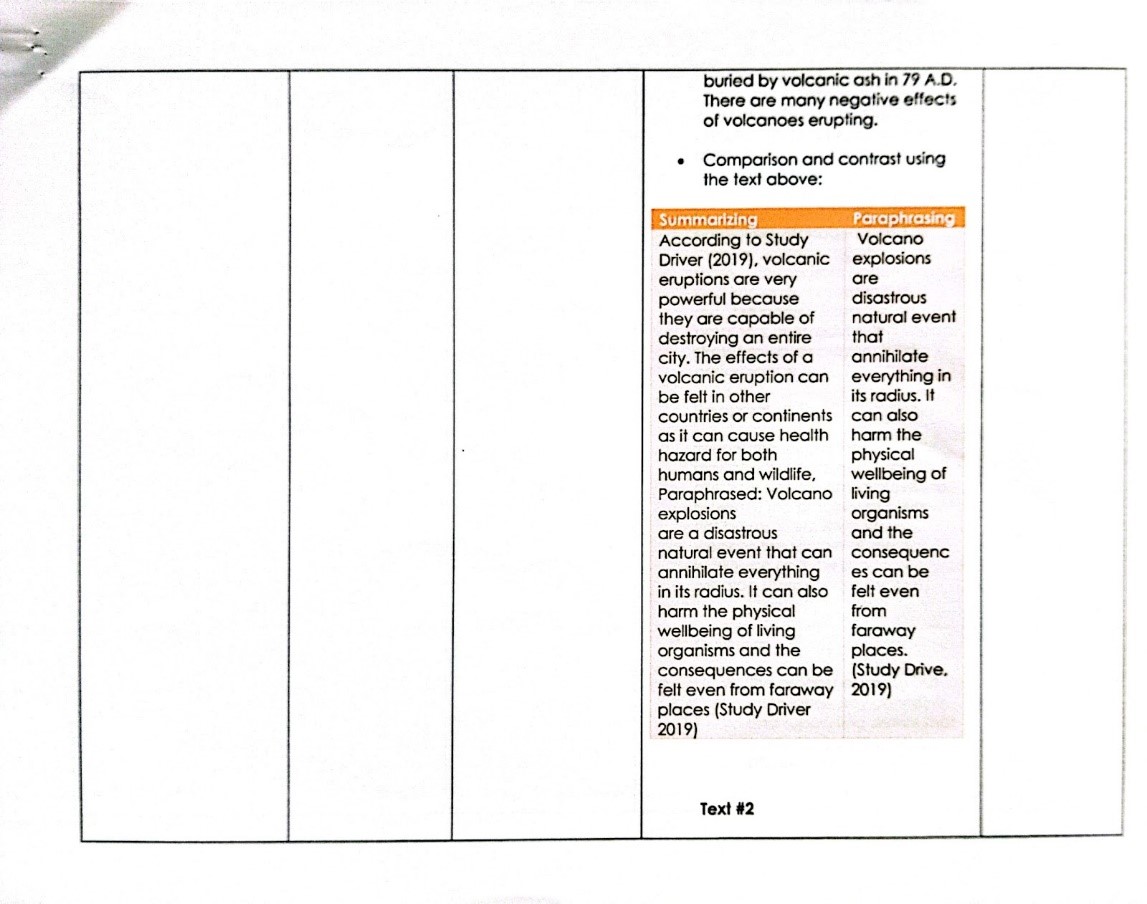 buried by volcanic ash in 79 A.D.
There are many negative effects
of volcanoes erupting.
• Comparison and contrast using
the text above:
Summarizing
According to Study
Driver (2019), volcanic
eruptions are very
powerful because
they are capable of
destroying an entire
city. The effects of a
volcanic eruption can
be felt in other
countries or continents
as it can cause health
hazard for both
humans and wildlife,
Paraphrased: Volcano
explosions
are a disastrous
natural event that can
annihilate everything
in its radius. It can also
harm the physical
wellbeing of living
organisms and the
consequences can be
felt even from faraway
places (Study Driver
2019)
Paraphrasing
Volcano
explosions
are
disastrous
natural event
that
annihilate
everything in
its radius. It
can also
harm the
physical
wellbeing of
living
organisms
and the
consequenc
es can be
felt even
from
faraway
places.
(Study Drive,
2019)
Text #2